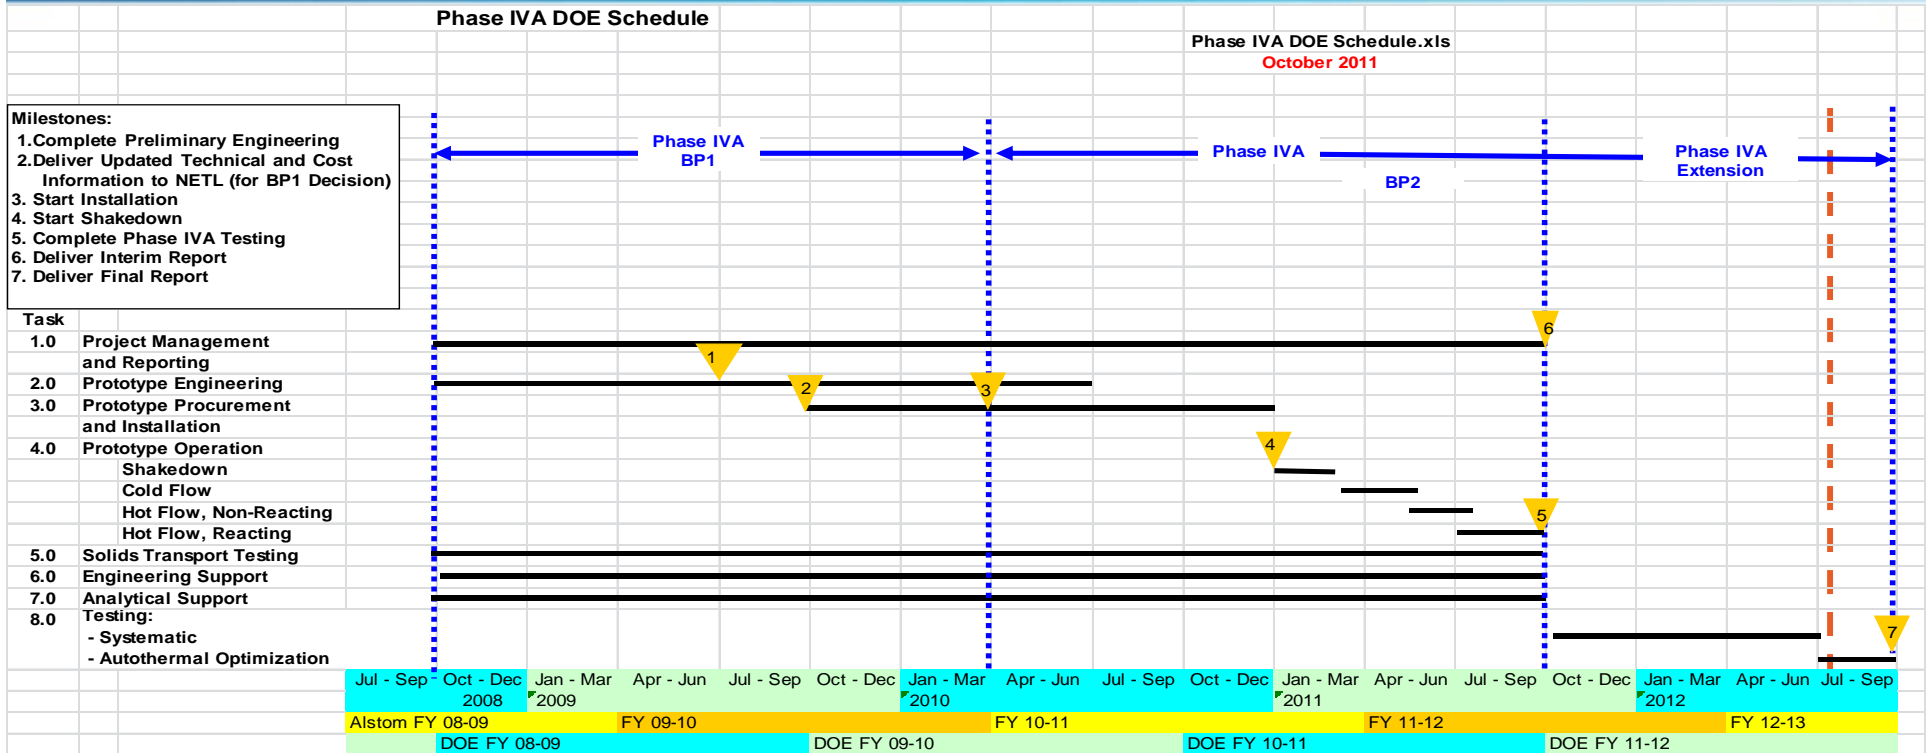 Phase IVA DOE Schedule
Phase IVA DOE Schedule.xls
October 2011
Milestones:
1.Complete Preliminary Engineering
2.Deliver Updated Technical and Cost
Information to NETL (for BP1 Decision)
3. Start Installation
4. Start Shakedown
5. Complete Phase IVA Testing
6. Deliver Interim Report
7. Deliver Final Report
Phase IVA
BP1
Phase IVA
BP2
Phase IVA
Extension
Task
1.0 Project Management
and Reporting
6
1
2.0 Prototype Engineering
2
3
3.0 Prototype Procurement
and Installation
4.0 Prototype Operation
4
Shakedown
Cold Flow
Hot Flow, Non-Reacting
5
Hot Flow, Reacting
5.0 Solids Transport Testing
6.0 Engineering Support
7.0 Analytical Support
8.0 Testing:
- Systematic
7
- Autothermal Optimization
Jul - Sep Oct - Dec Jan - Mar Apr - Jun Jul - Sep Oct - Dec Jan - Mar Apr - Jun Jul - Sep Oct - Dec Jan - Mar Apr - Jun Jul - Sep Oct - Dec Jan - Mar Apr - Jun Jul - Sep
2008 2009 2010 2011 2012
Alstom FY 08-09 FY 09-10 FY 10-11 FY 11-12 FY 12-13
DOE FY 08-09 DOE FY 09-10 DOE FY 10-11 DOE FY 11-12